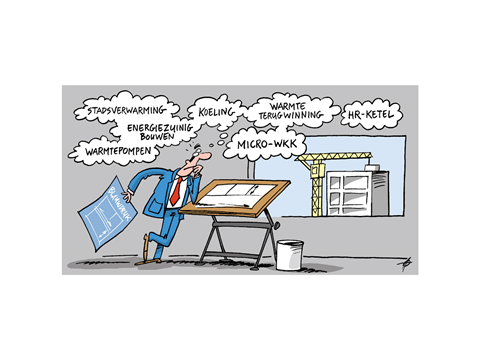 STADSVERWARMING
ENERGIEZUINIG
BOUWEN
WARMTEPOMPEN
KOELING
WARMTE
TERUGWINNING
MICRO-WKK
HR-KETEL
BLAUWDRUK